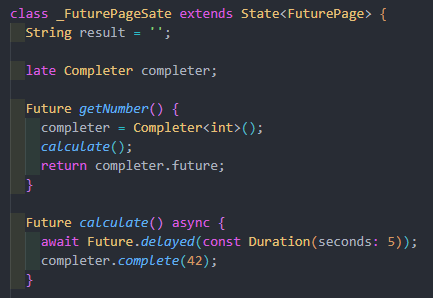 class _FuturePageSate extends State<FuturePage> {
  String result = '';

  late Completer completer;

  Future getNumber() {
    completer = Completer<int>();
    calculate();
    return completer.future;
  }

  Future calculate() async {
    await Future.delayed(const Duration(seconds: 5));
    completer.complete(42);
  }